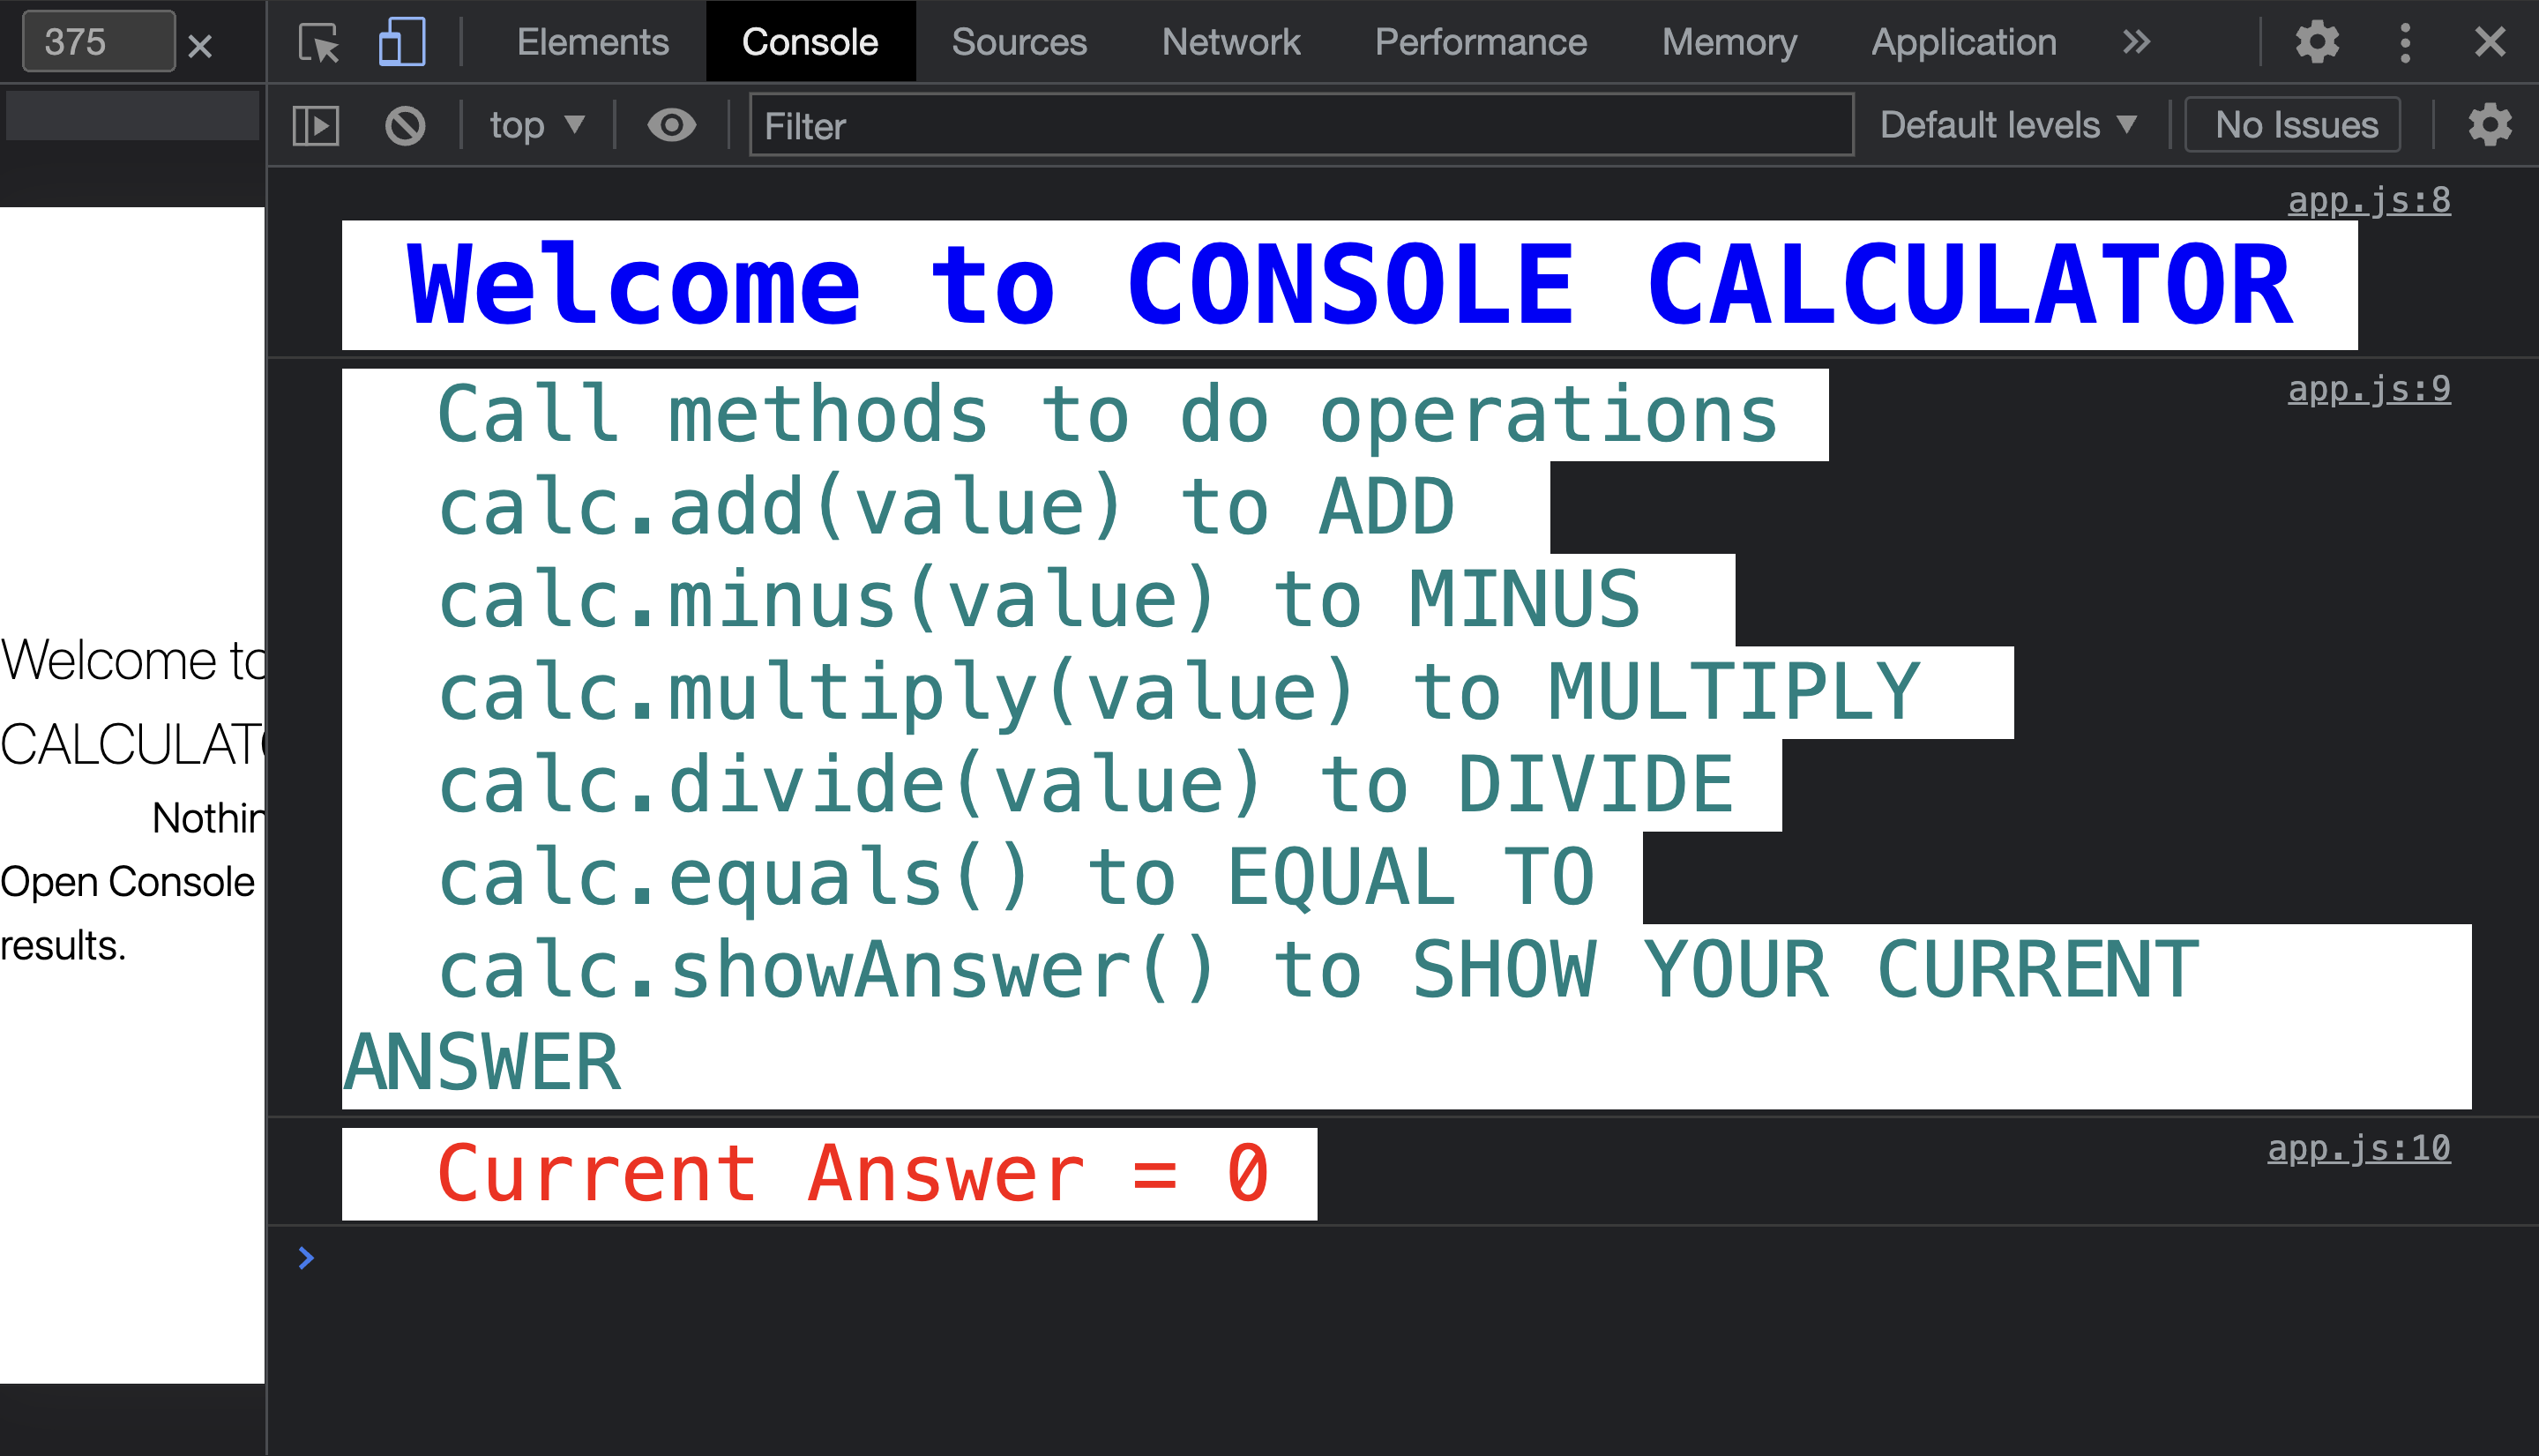 375 ×
Elements Console Sources Network Performance Memory Application
top Filter Default levels No Issues
app.js:8
Welcome to CONSOLE CALCULATOR
app.js:9
Call methods to do operations
calc.add(value) to ADD
calc.minus(value) to MINUS
calc.multiply(value) to MULTIPLY
calc.divide(value) to DIVIDE
calc.equals() to EQUAL TO
calc.showAnswer() to SHOW YOUR CURRENT
ANSWER
app.js:10
Current Answer = 0
Welcome to
CALCULATO
Nothin
Open Console
results.